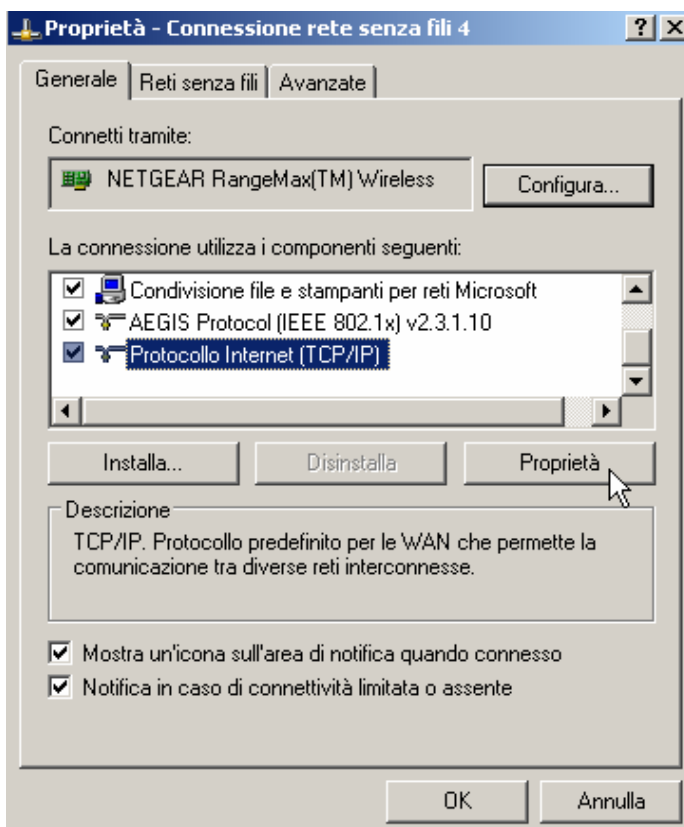 Proprietà - Connessione rete senza fili 4
Generale Reti senza fili Avanzate
Connetti tramite:
NETGEAR RangeMax(TM) Wireless Configura...
La connessione utilizza i componenti seguenti:
Condivisione file e stampanti per reti Microsoft
AEGIS Protocol (IEEE 802.1x) v2.3.1.10
Protocollo Internet (TCP/IP)
Installa... Disinstalla Proprietà
Descrizione
TCP/IP. Protocollo predefinito per le WAN che permette la
comunicazione tra diverse reti interconnesse.
Mostra un'icona sull'area di notifica quando connesso
Notifica in caso di connettività limitata o assente
OK Annulla